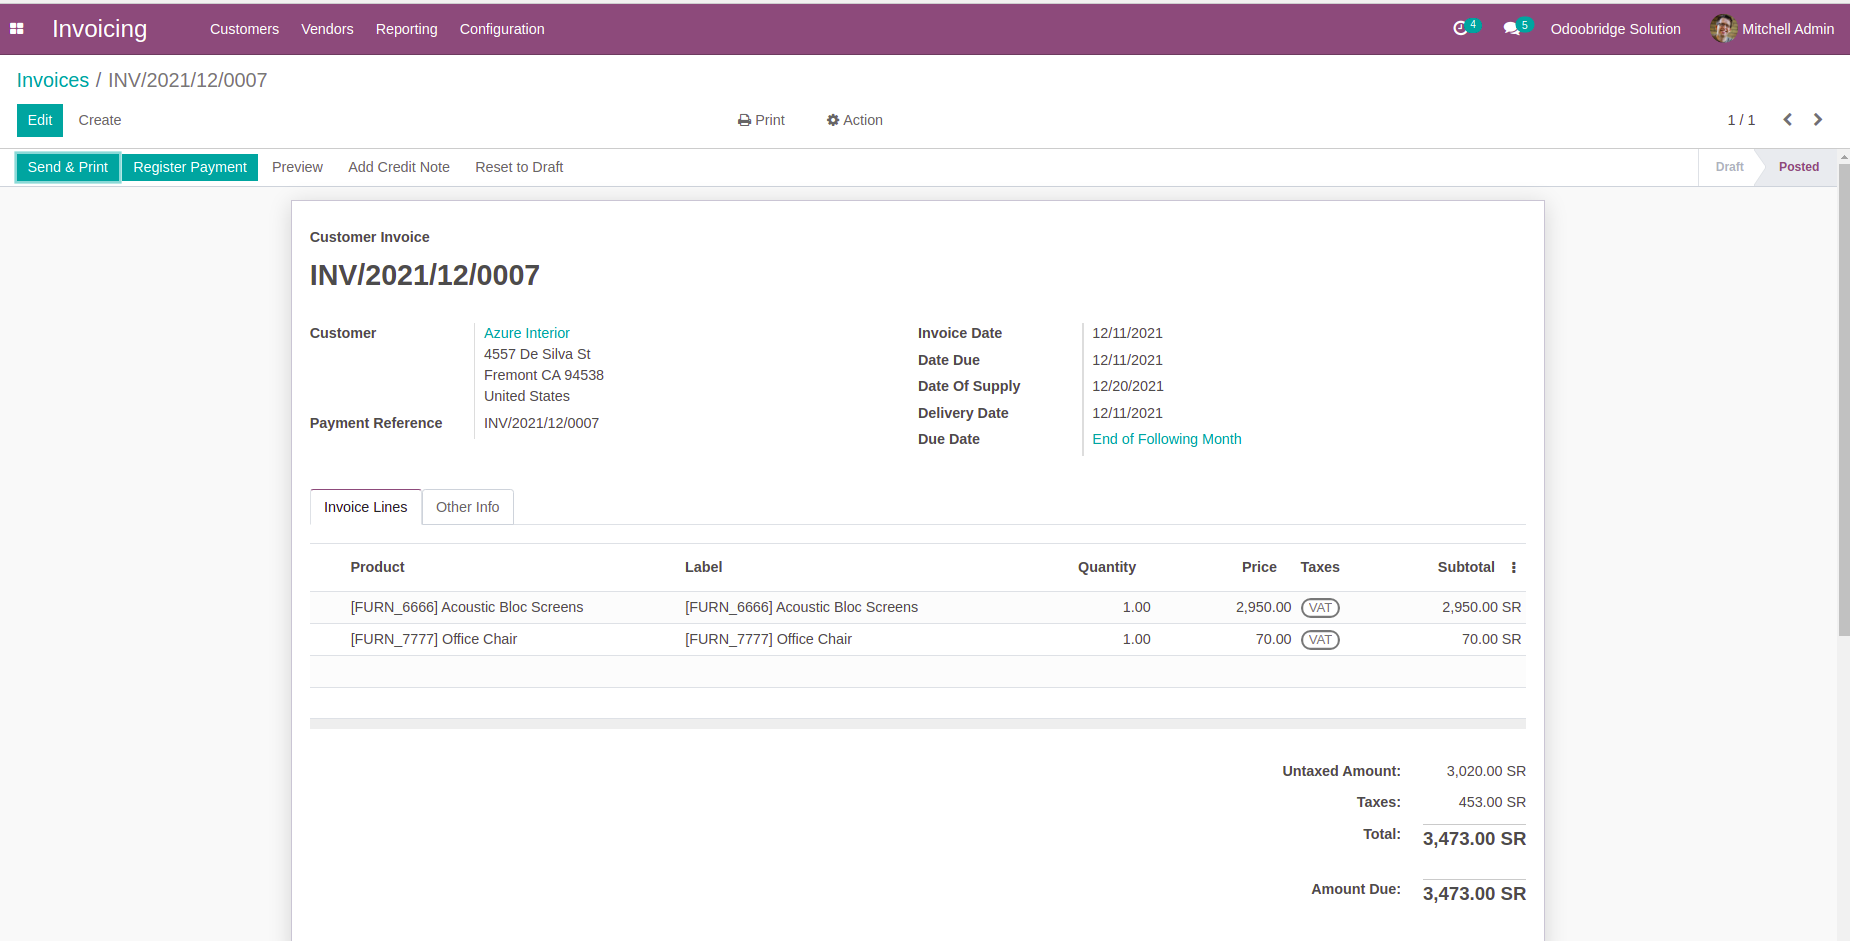 Invoicing Customers Vendors Reporting Configuration 4 5 Odoobridge Solution Mitchell Admin
Invoices / INV/2021/12/0007
Edit Create Print Action 1 / 1
Send & Print Register Payment Preview Add Credit Note Reset to Draft Draft Posted
Customer Invoice
INV/2021/12/0007
Customer Azure Interior Invoice Date 12/11/2021
4557 De Silva St Date Due 12/11/2021
Fremont CA 94538 Date Of Supply 12/20/2021
United States Delivery Date 12/11/2021
Payment Reference INV/2021/12/0007 Due Date End of Following Month
Invoice Lines Other Info
Product Label Quantity Price Taxes Subtotal
[FURN_6666] Acoustic Bloc Screens [FURN_6666] Acoustic Bloc Screens 1.00 2,950.00 VAT 2,950.00 SR
[FURN_7777] Office Chair [FURN_7777] Office Chair 1.00 70.00 VAT 70.00 SR
Untaxed Amount: 3,020.00 SR
Taxes: 453.00 SR
Total: 3,473.00 SR
Amount Due: 3,473.00 SR